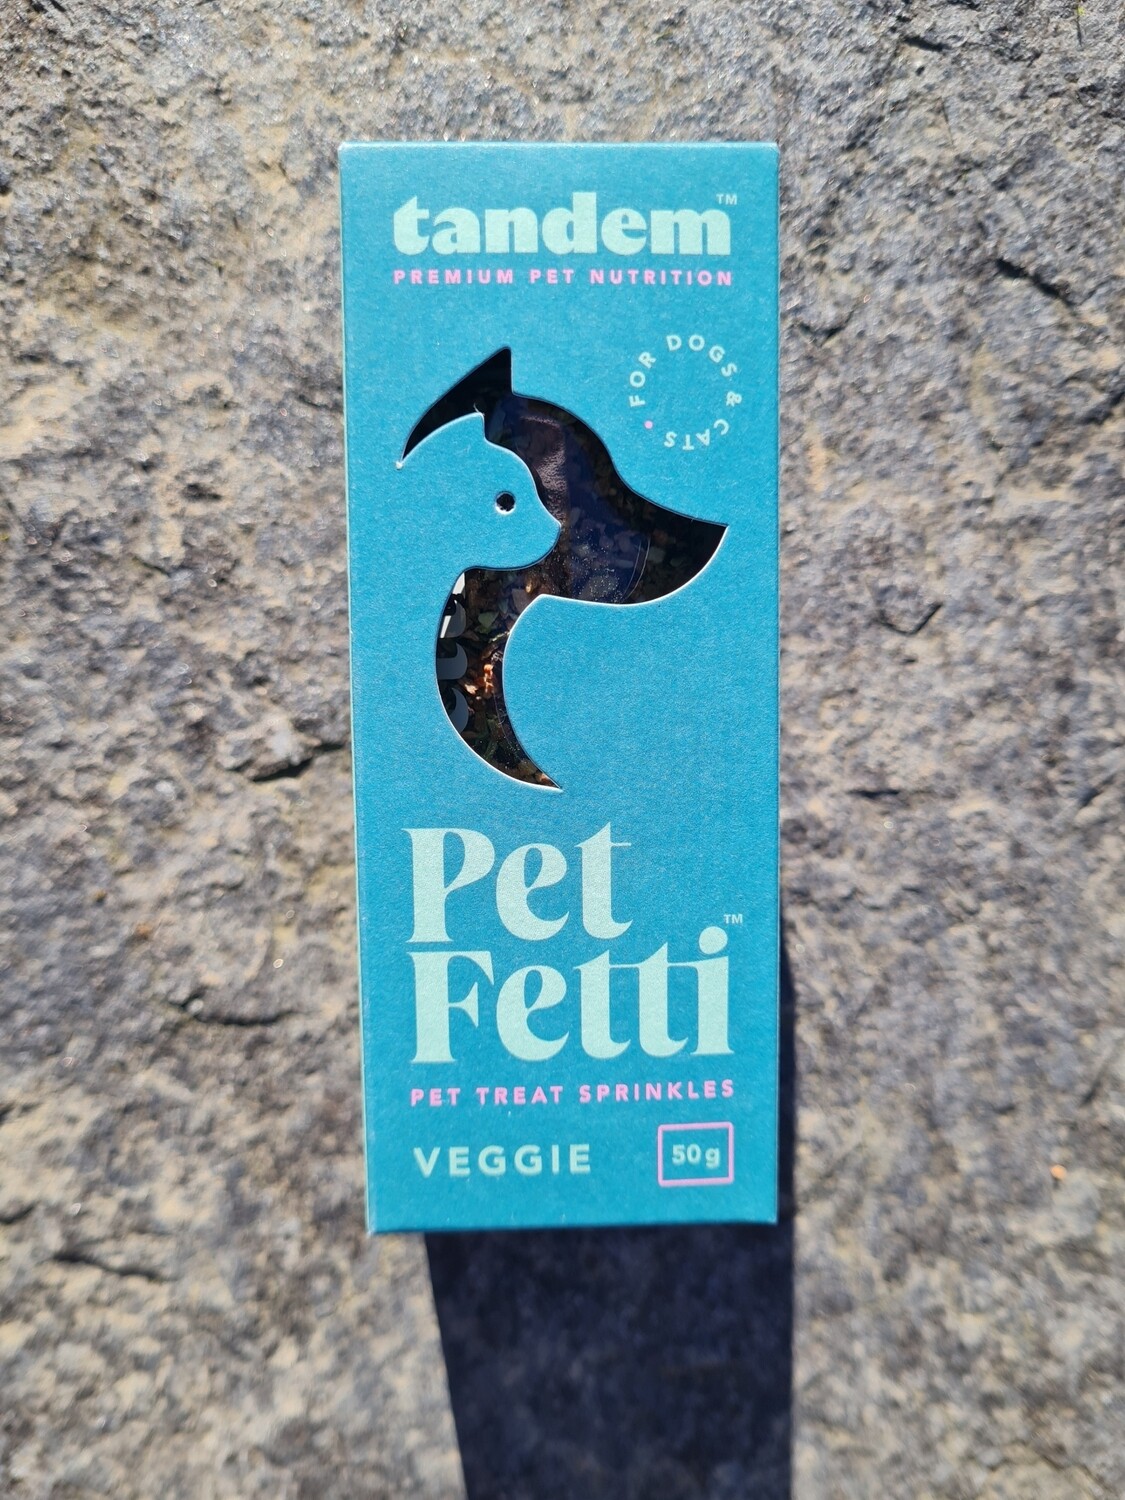 tandem™
PREMIUM PET NUTRITION
FOR DOGS & CATS •
Pet
Fetti™
PET TREAT SPRINKLES
VEGGIE
50g